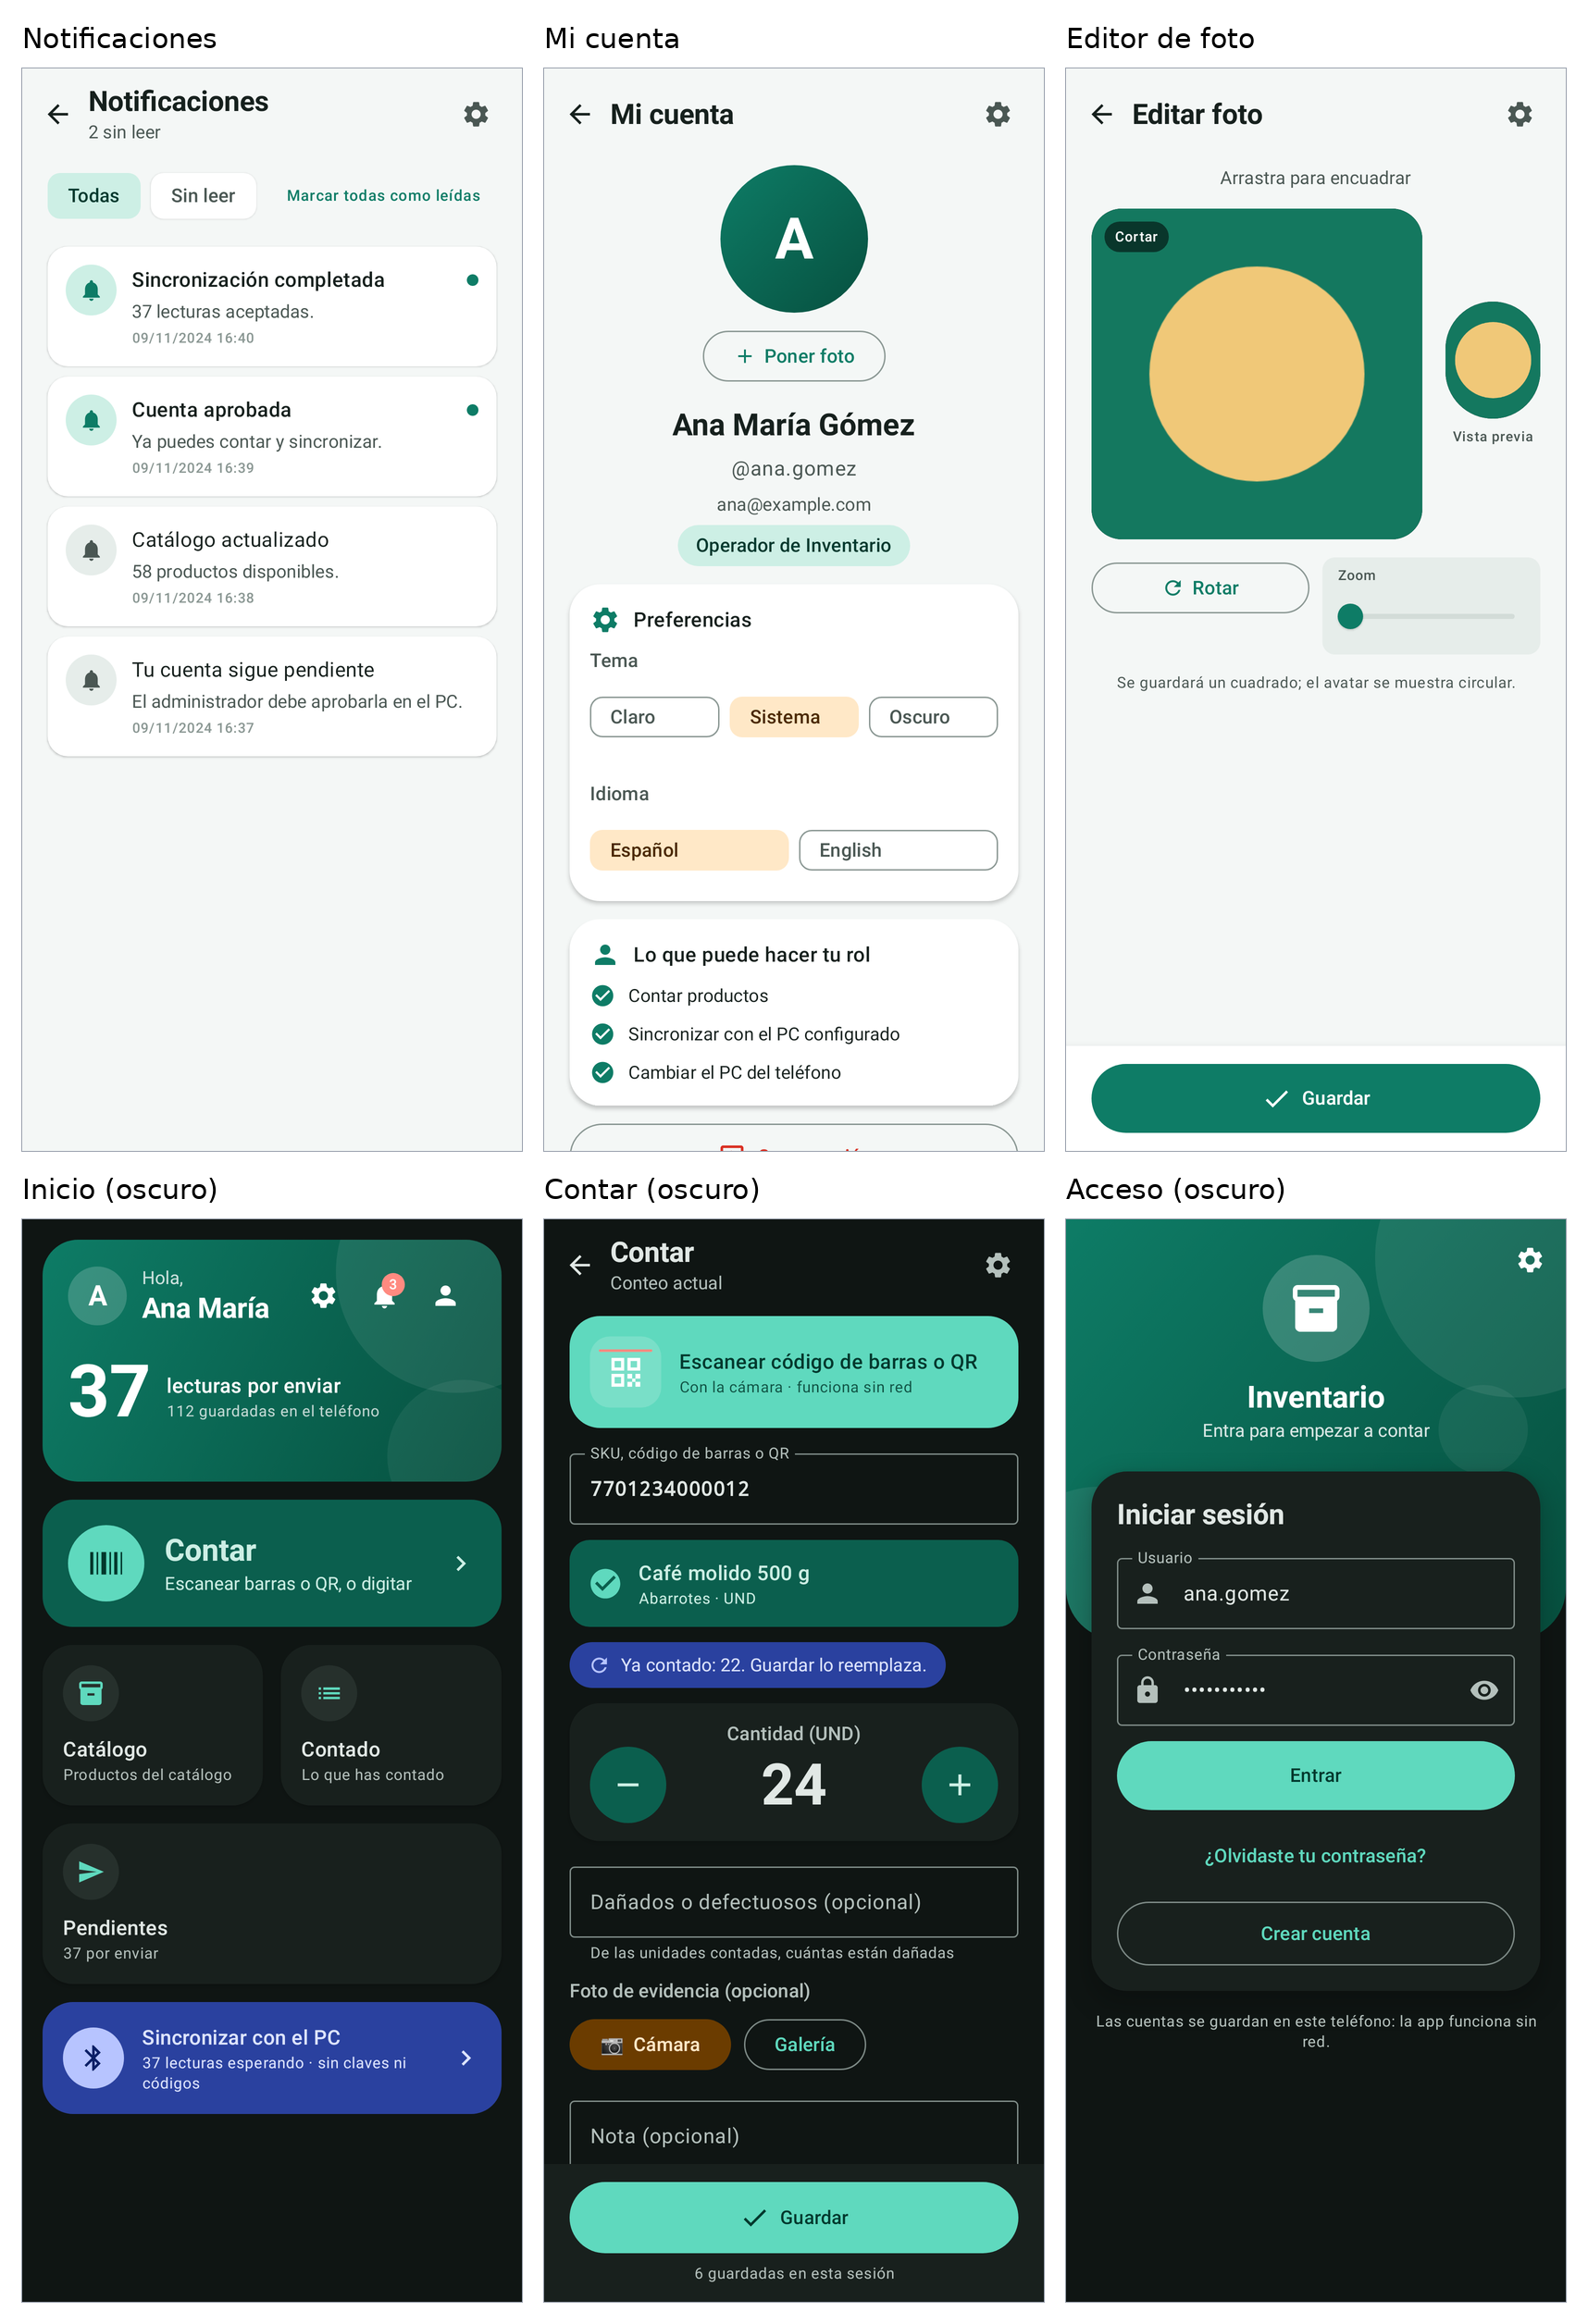 Notificaciones
Notificaciones
2 sin leer
Todas
Sin leer
Marcar todas como leídas
Sincronización completada
37 lecturas aceptadas.
09/11/2024 16:40
Cuenta aprobada
Ya puedes contar y sincronizar.
09/11/2024 16:39
Catálogo actualizado
58 productos disponibles.
09/11/2024 16:38
Tu cuenta sigue pendiente
El administrador debe aprobarla en el PC.
09/11/2024 16:37
Mi cuenta
Mi cuenta
A
Poner foto
Ana María Gómez
@ana.gomez
ana@example.com
Operador de Inventario
Preferencias
Tema
Claro
Sistema
Oscuro
Idioma
Español
English
Lo que puede hacer tu rol
Contar productos
Sincronizar con el PC configurado
Cambiar el PC del teléfono
Editor de foto
Editar foto
Arrastra para encuadrar
Cortar
Vista previa
Rotar
Zoom
Se guardará un cuadrado; el avatar se muestra circular.
Guardar
Inicio (oscuro)
A
Hola,
Ana María
3
37
lecturas por enviar
112 guardadas en el teléfono
Contar
Escanear barras o QR, o digitar
Catálogo
Productos del catálogo
Contado
Lo que has contado
Pendientes
37 por enviar
Sincronizar con el PC
37 lecturas esperando · sin claves ni
códigos
Contar (oscuro)
Contar
Conteo actual
Escanear código de barras o QR
Con la cámara · funciona sin red
SKU, código de barras o QR
7701234000012
Café molido 500 g
Abarrotes · UND
Ya contado: 22. Guardar lo reemplaza.
Cantidad (UND)
24
Dañados o defectuosos (opcional)
De las unidades contadas, cuántas están dañadas
Foto de evidencia (opcional)
Cámara
Galería
Nota (opcional)
Guardar
6 guardadas en esta sesión
Acceso (oscuro)
Inventario
Entra para empezar a contar
Iniciar sesión
Usuario
ana.gomez
Contraseña
•••••••••••
Entrar
¿Olvidaste tu contraseña?
Crear cuenta
Las cuentas se guardan en este teléfono: la app funciona sin
red.